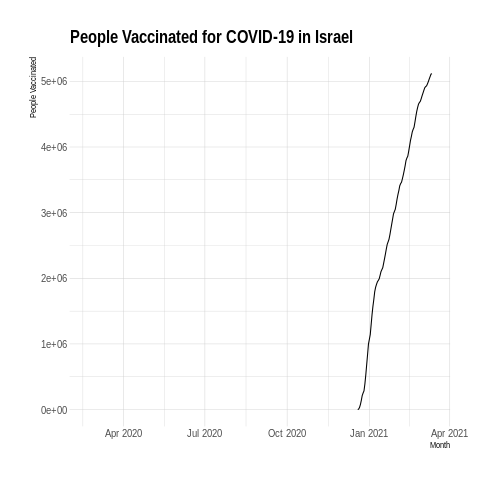 People Vaccinated for COVID-19 in Israel
People Vaccinated
5e+06
4e+06
3e+06
2e+06
1e+06
0e+00
Apr 2020 Jul 2020 Oct 2020 Jan 2021 Apr 2021
Month